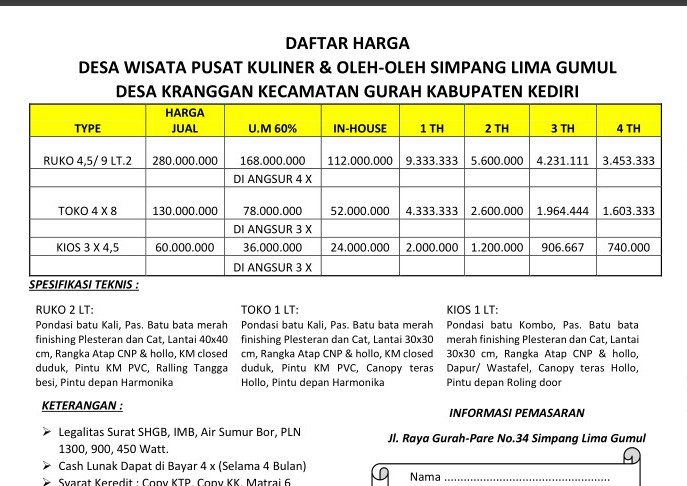 DAFTAR HARGA
DESA WISATA PUSAT KULINER & OLEH-OLEH SIMPANG LIMA GUMUL
DESA KRANGGAN KECAMATAN GURAH KABUPATEN KEDIRI
TYPE HARGA JUAL U.M 60% IN-HOUSE 1 TH 2 TH 3 TH 4 TH
RUKO 4,5/ 9 LT.2 280.000.000 168.000.000 112.000.000 9.333.333 5.600.000 4.231.111 3.453.333
DI ANGSUR 4 X
TOKO 4 X 8 130.000.000 78.000.000 52.000.000 4.333.333 2.600.000 1.964.444 1.603.333
DI ANGSUR 3 X
KIOS 3 X 4,5 60.000.000 36.000.000 24.000.000 2.000.000 1.200.000 906.667 740.000
DI ANGSUR 3 X
SPESIFIKASI TEKNIS :
RUKO 2 LT:
Pondasi batu Kali, Pas. Batu bata merah
finishing Plesteran dan Cat, Lantai 40x40
cm, Rangka Atap CNP & hollo, KM closed
duduk, Pintu KM PVC, Ralling Tangga
besi, Pintu depan Harmonika
TOKO 1 LT:
Pondasi batu Kali, Pas. Batu bata merah
finishing Plesteran dan Cat, Lantai 30x30
cm, Rangka Atap CNP & hollo, KM closed
duduk, Pintu KM PVC, Canopy teras
Hollo, Pintu depan Harmonika
KIOS 1 LT:
Pondasi batu Kombo, Pas. Batu bata
merah finishing Plesteran dan Cat, Lantai
30x30 cm, Rangka Atap CNP & hollo,
Dapur/ Wastafel, Canopy teras Hollo,
Pintu depan Roling door
KETERANGAN :
➢ Legalitas Surat SHGB, IMB, Air Sumur Bor, PLN
1300, 900, 450 Watt.
➢ Cash Lunak Dapat di Bayar 4 x (Selama 4 Bulan)
➢ Syarat Keredit : Copy KTP, Copy KK, Matrai 6
INFORMASI PEMASARAN
Jl. Raya Gurah-Pare No.34 Simpang Lima Gumul
Nama ..................................................